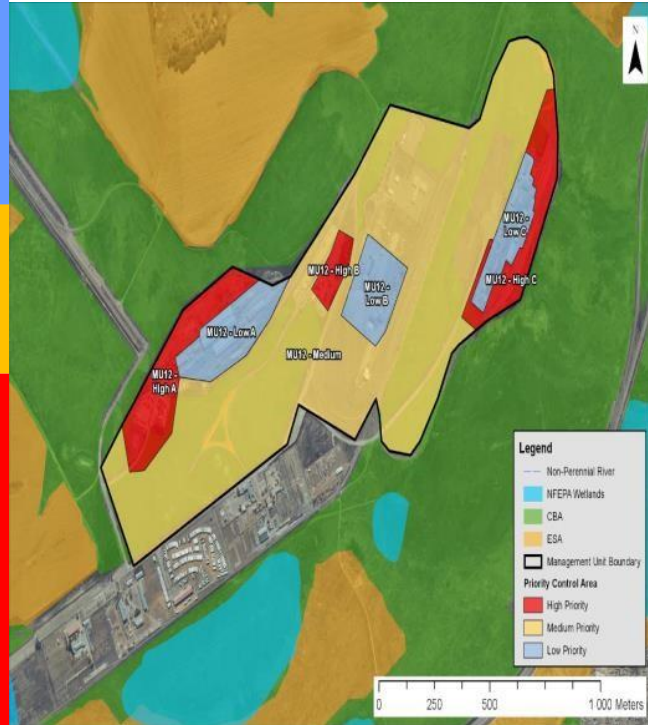 N
MU12 -
Low C
MU12 - High B
MU12 - High C
MU12 -
Low B
MU12 - Low A
MU12 - Medium
MU12 -
High A
Legend
Non-Perennial River
NFEPA Wetlands
CBA
ESA
Management Unit Boundary
Priority Control Area
High Priority
Medium Priority
Low Priority
0 250 500 1 000 Meters